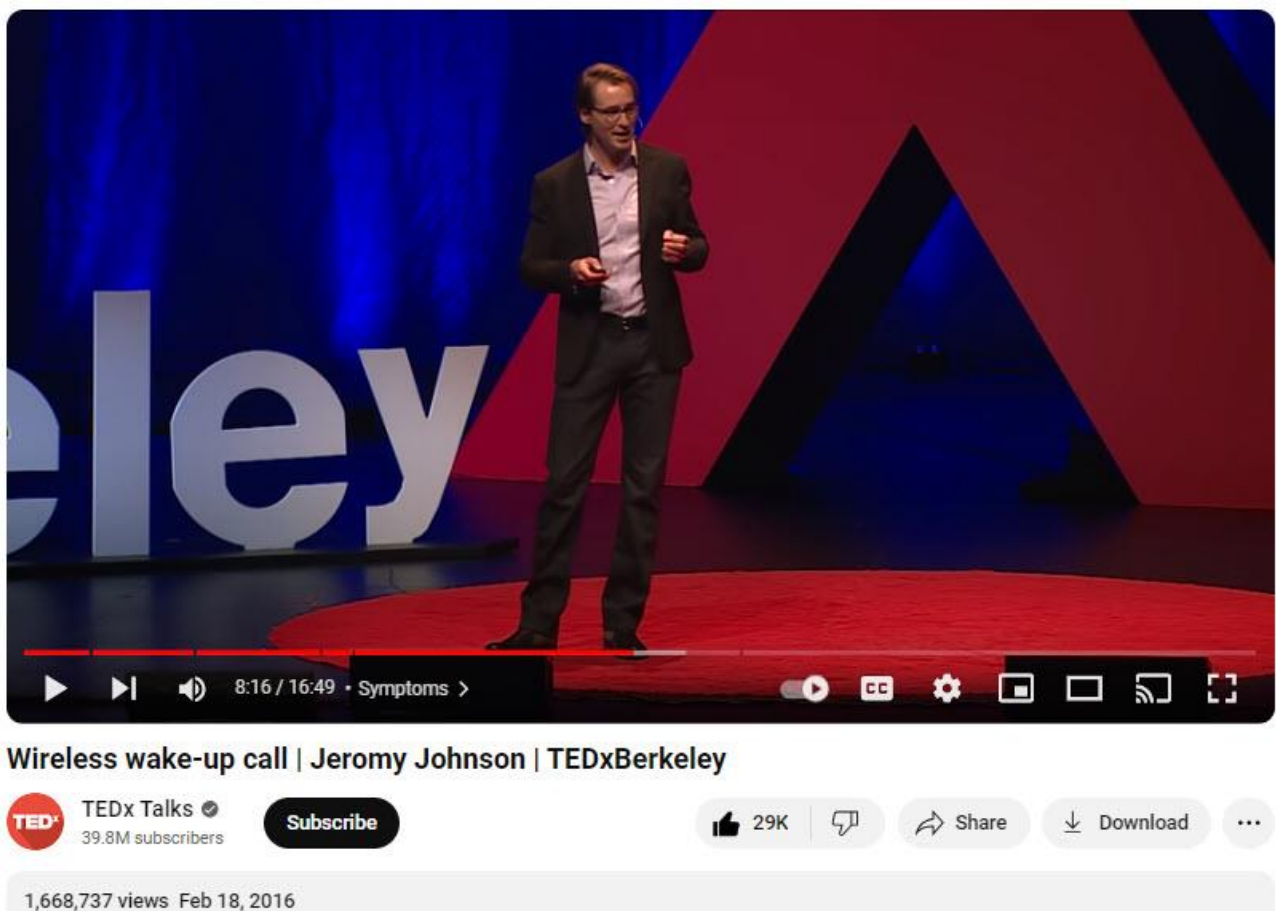 eley
8:16 / 16:49 • Symptoms >
CC
Wireless wake-up call | Jeromy Johnson | TEDxBerkeley
TEDx
TEDx Talks
39.8M subscribers
Subscribe
29K
Share
Download
...
1,668,737 views Feb 18, 2016